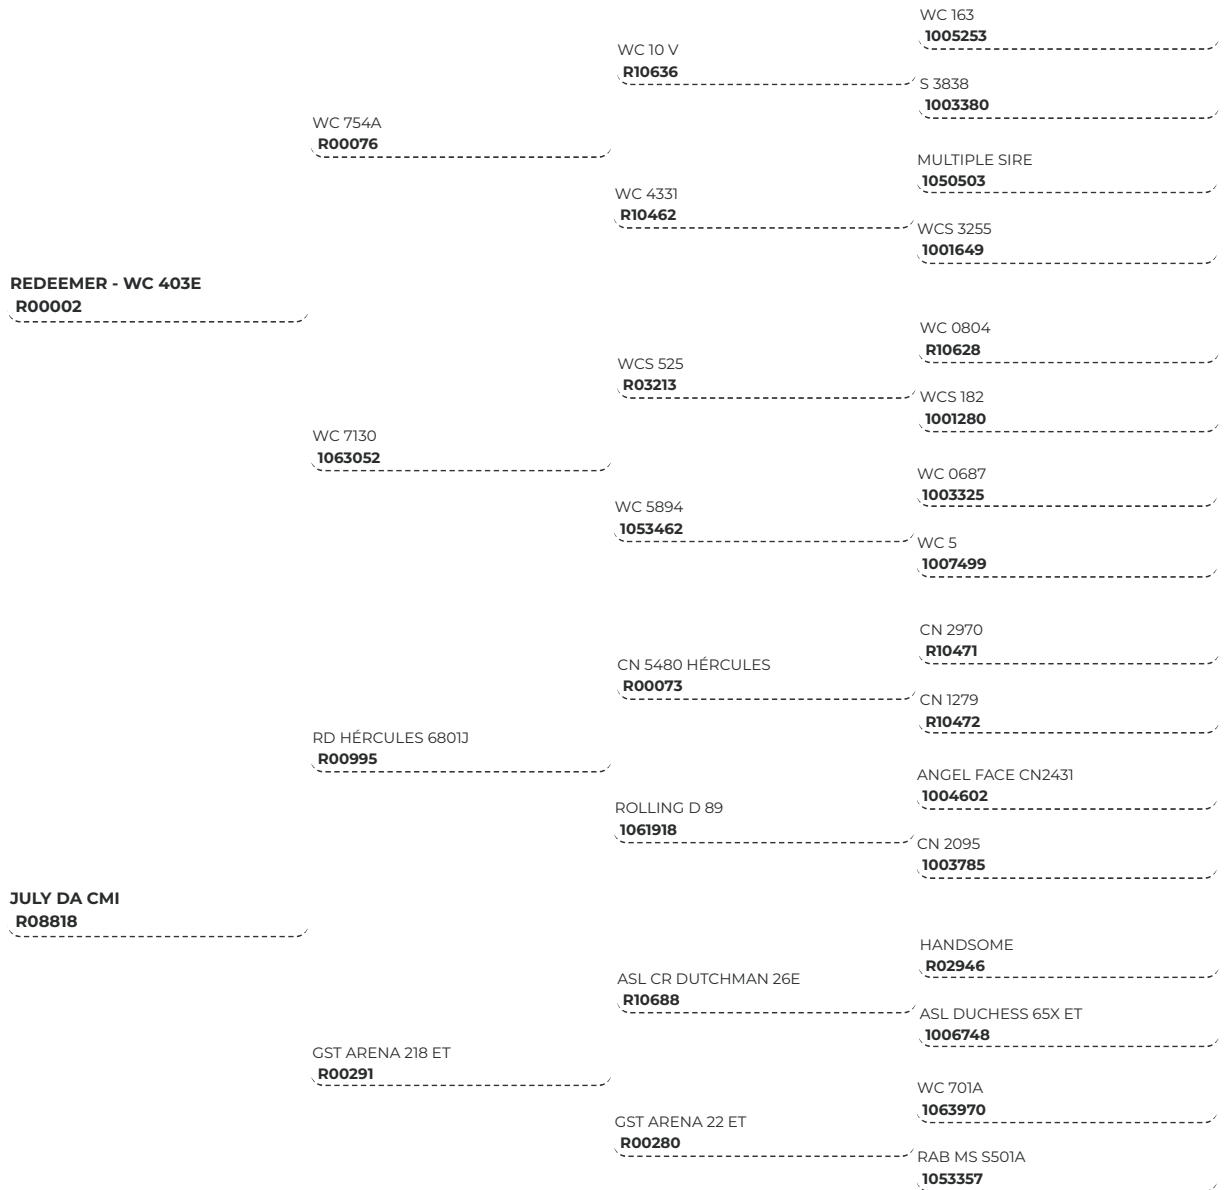 WC 163
1005253
WC 10 V
R10636
S 3838
1003380
WC 754A
R00076
MULTIPLE SIRE
1050503
WC 4331
R10462
WCS 3255
1001649
REDEEMER - WC 403E
R00002
WC 0804
R10628
WCS 525
R03213
WCS 182
1001280
WC 7130
1063052
WC 0687
1003325
WC 5894
1053462
WC 5
1007499
CN 2970
R10471
CN 5480 HÉRCULES
R00073
CN 1279
R10472
RD HÉRCULES 6801J
R00995
ANGEL FACE CN2431
1004602
ROLLING D 89
1061918
CN 2095
1003785
JULY DA CMI
R08818
HANDSOME
R02946
ASL CR DUTCHMAN 26E
R10688
ASL DUCHESS 65X ET
1006748
GST ARENA 218 ET
R00291
WC 701A
1063970
GST ARENA 22 ET
R00280
RAB MS S501A
1053357